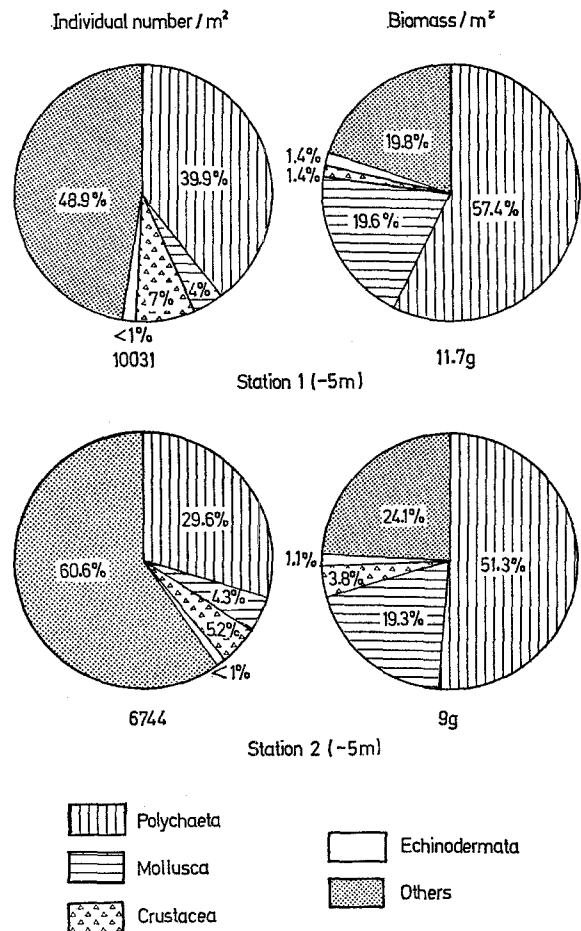 Individual number/m²
Biomass/m²
48.9%
39.9%
7%
4%
<1%
10031
19.8%
1.4%
1.4%
19.6%
57.4%
11.7g
Station 1 (-5m)
60.6%
29.6%
4.3%
5.2%
<1%
6744
24.1%
1.1%
3.8%
19.3%
51.3%
9g
Station 2 (-5m)
Polychaeta
Mollusca
Crustacea
Echinodermata
Others